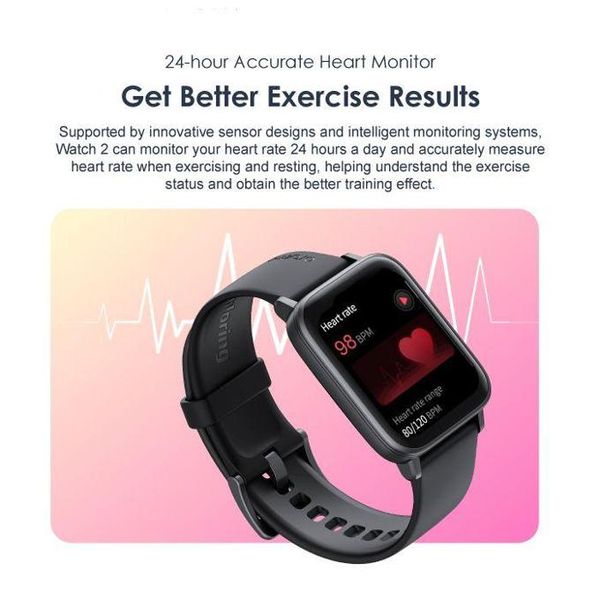 24-hour Accurate Heart Monitor
Get Better Exercise Results
Supported by innovative sensor designs and intelligent monitoring systems,
Watch 2 can monitor your heart rate 24 hours a day and accurately measure
heart rate when exercising and resting, helping understand the exercise
status and obtain the better training effect.
Heart rate
98 BPM
Heart rate range
80/120 BPM